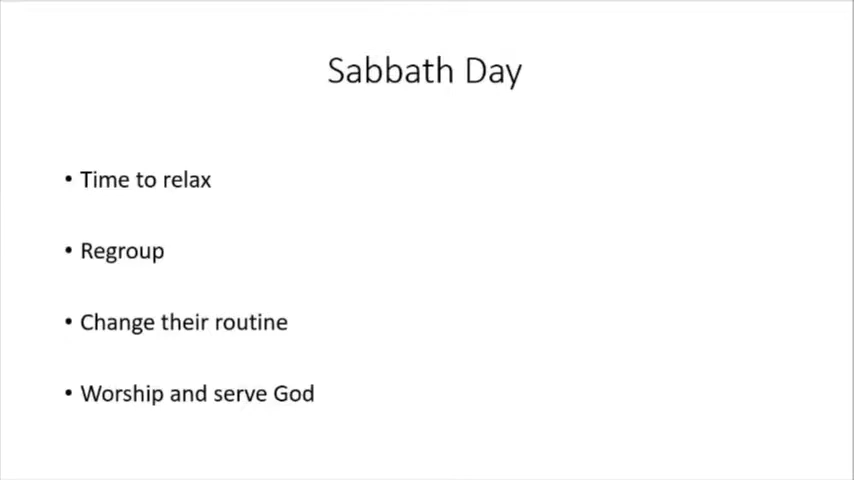 Sabbath Day
• Time to relax
• Regroup
• Change their routine
• Worship and serve God